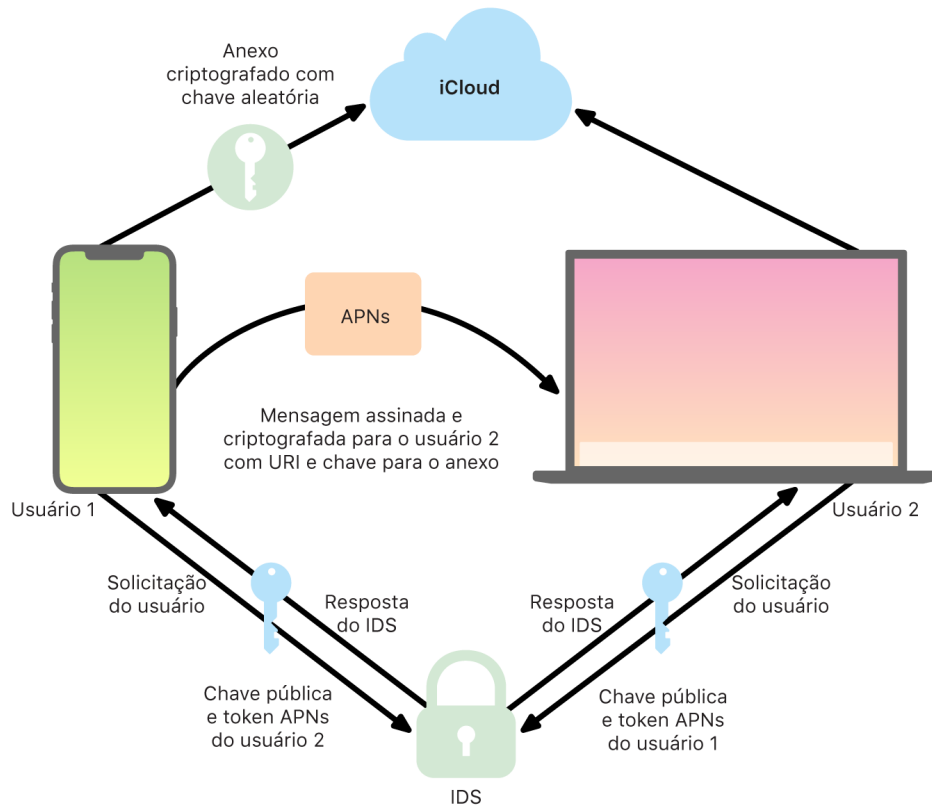 Anexo
criptografado com
chave aleatória
iCloud
APNs
Mensagem assinada e
criptografada para o usuário 2
com URI e chave para o anexo
Usuário 1
Usuário 2
Solicitação
do usuário
Resposta
do IDS
Resposta
do IDS
Solicitação
do usuário
Chave pública
e token APNs
do usuário 2
Chave pública
e token APNs
do usuário 1
IDS